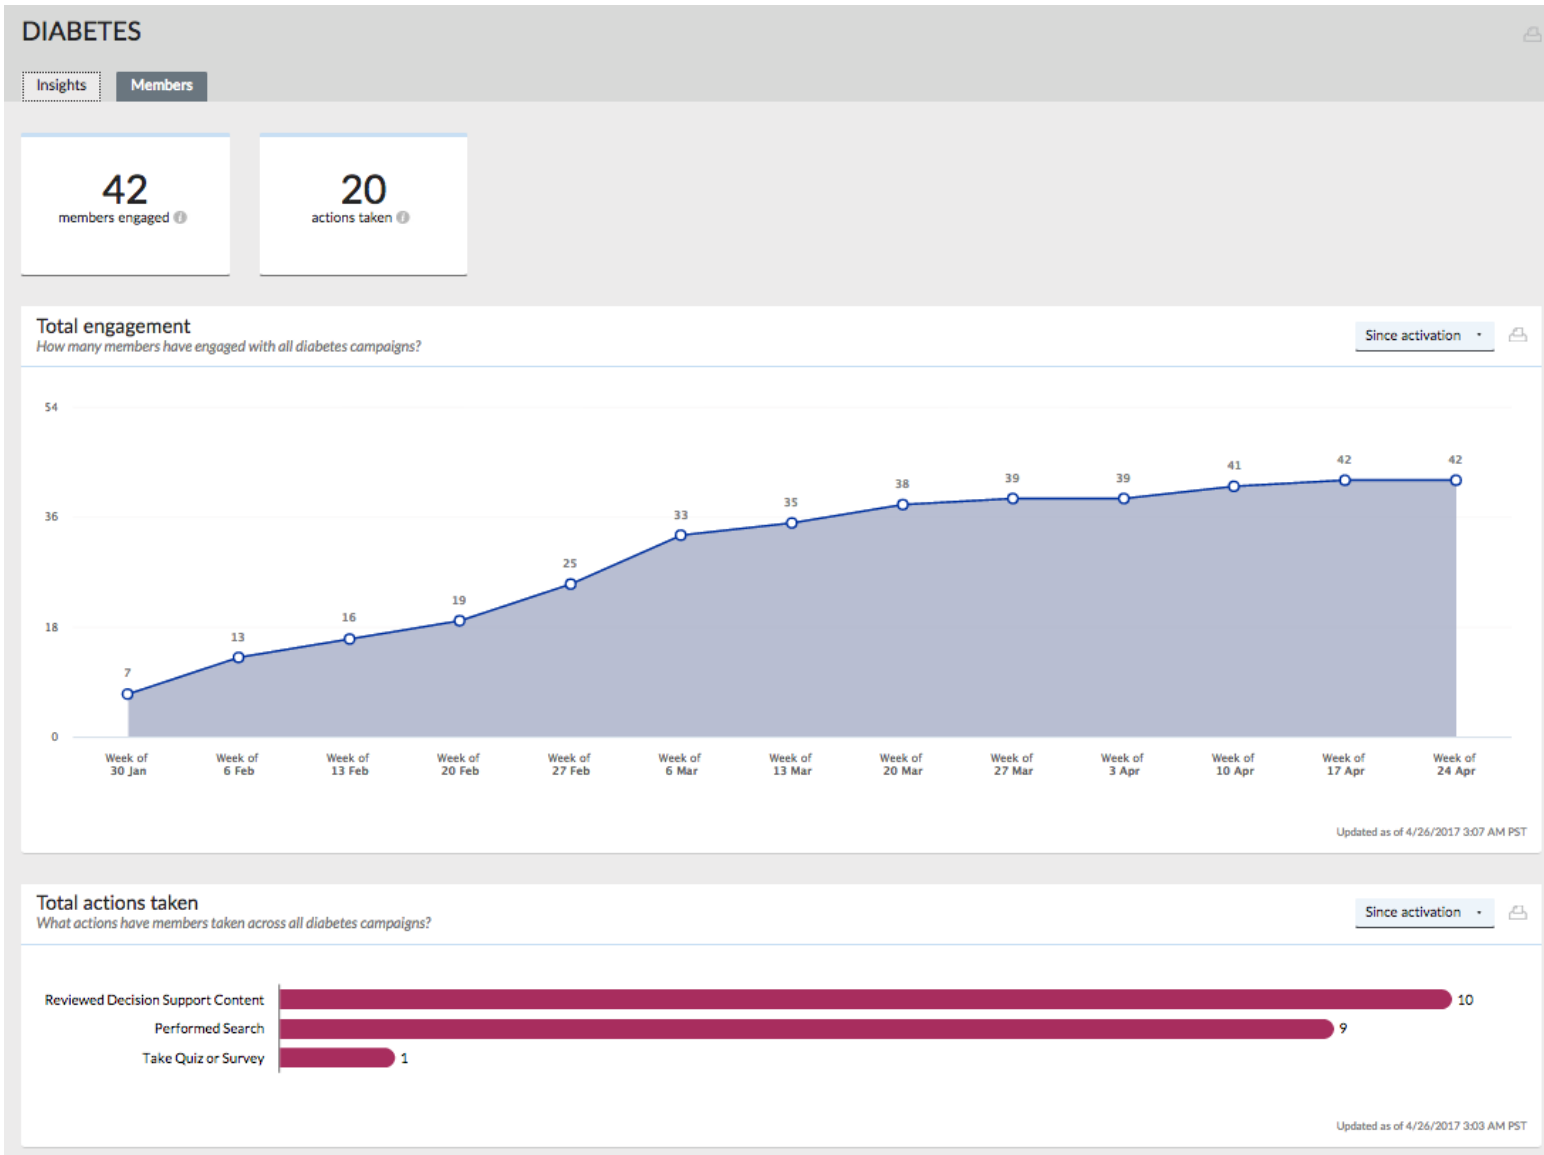 DIABETES
Insights
Members
42
members engaged
20
actions taken
Total engagement
How many members have engaged with all diabetes campaigns?
Since activation
54
36
18
0
7
13
16
19
25
33
35
38
39
39
41
42
42
Week of
30 Jan
Week of
6 Feb
Week of
13 Feb
Week of
20 Feb
Week of
27 Feb
Week of
6 Mar
Week of
13 Mar
Week of
20 Mar
Week of
27 Mar
Week of
3 Apr
Week of
10 Apr
Week of
17 Apr
Week of
24 Apr
Updated as of 4/26/2017 3:07 AM PST
Total actions taken
What actions have members taken across all diabetes campaigns?
Since activation
Reviewed Decision Support Content 10
Performed Search 9
Take Quiz or Survey 1
Updated as of 4/26/2017 3:03 AM PST